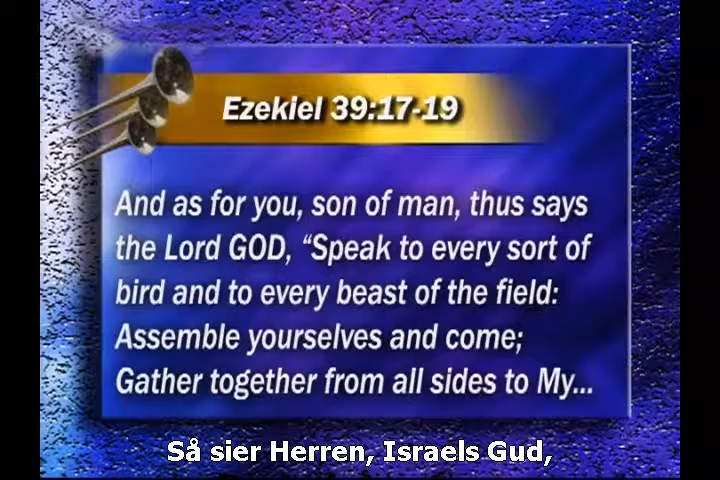 Ezekiel 39:17-19
And as for you, son of man, thus says
the Lord GOD, “Speak to every sort of
bird and to every beast of the field:
Assemble yourselves and come;
Gather together from all sides to My...
Så sier Herren, Israels Gud,